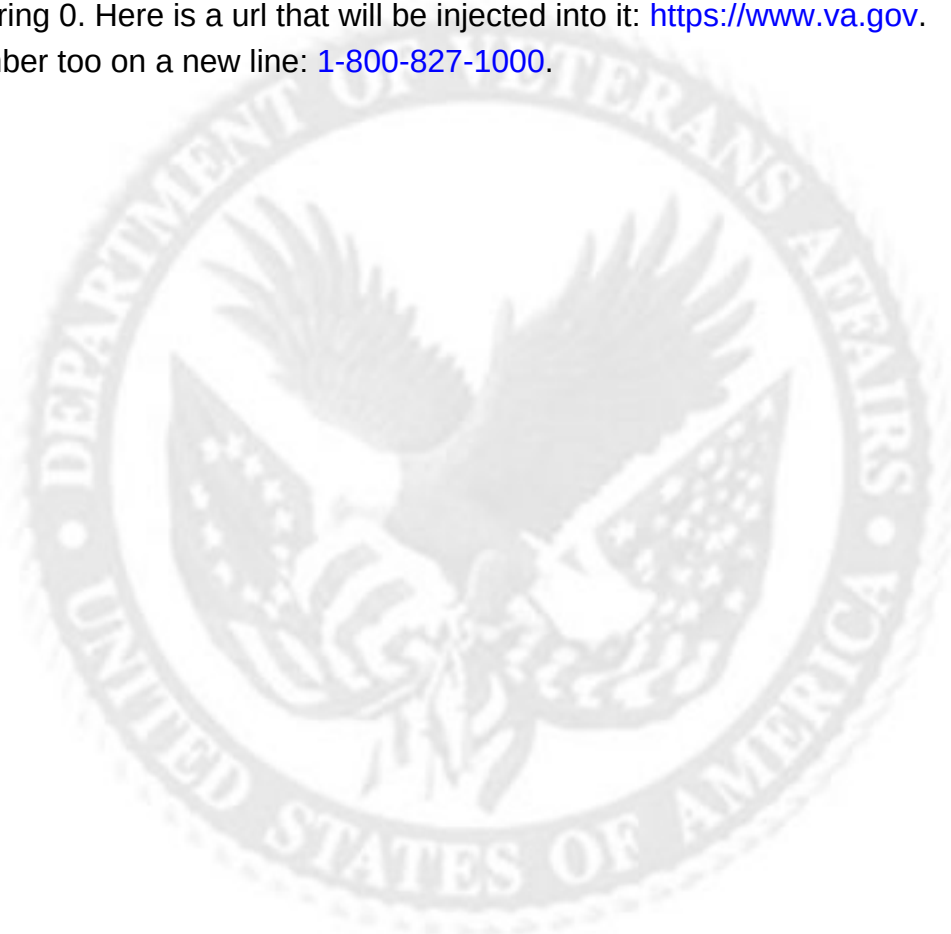 ring 0. Here is a url that will be injected into it: https://www.va.gov.
ber too on a new line: 1-800-827-1000.
DEPARTMENT OF VETERANS AFFAIRS
UNITED STATES OF AMERICA